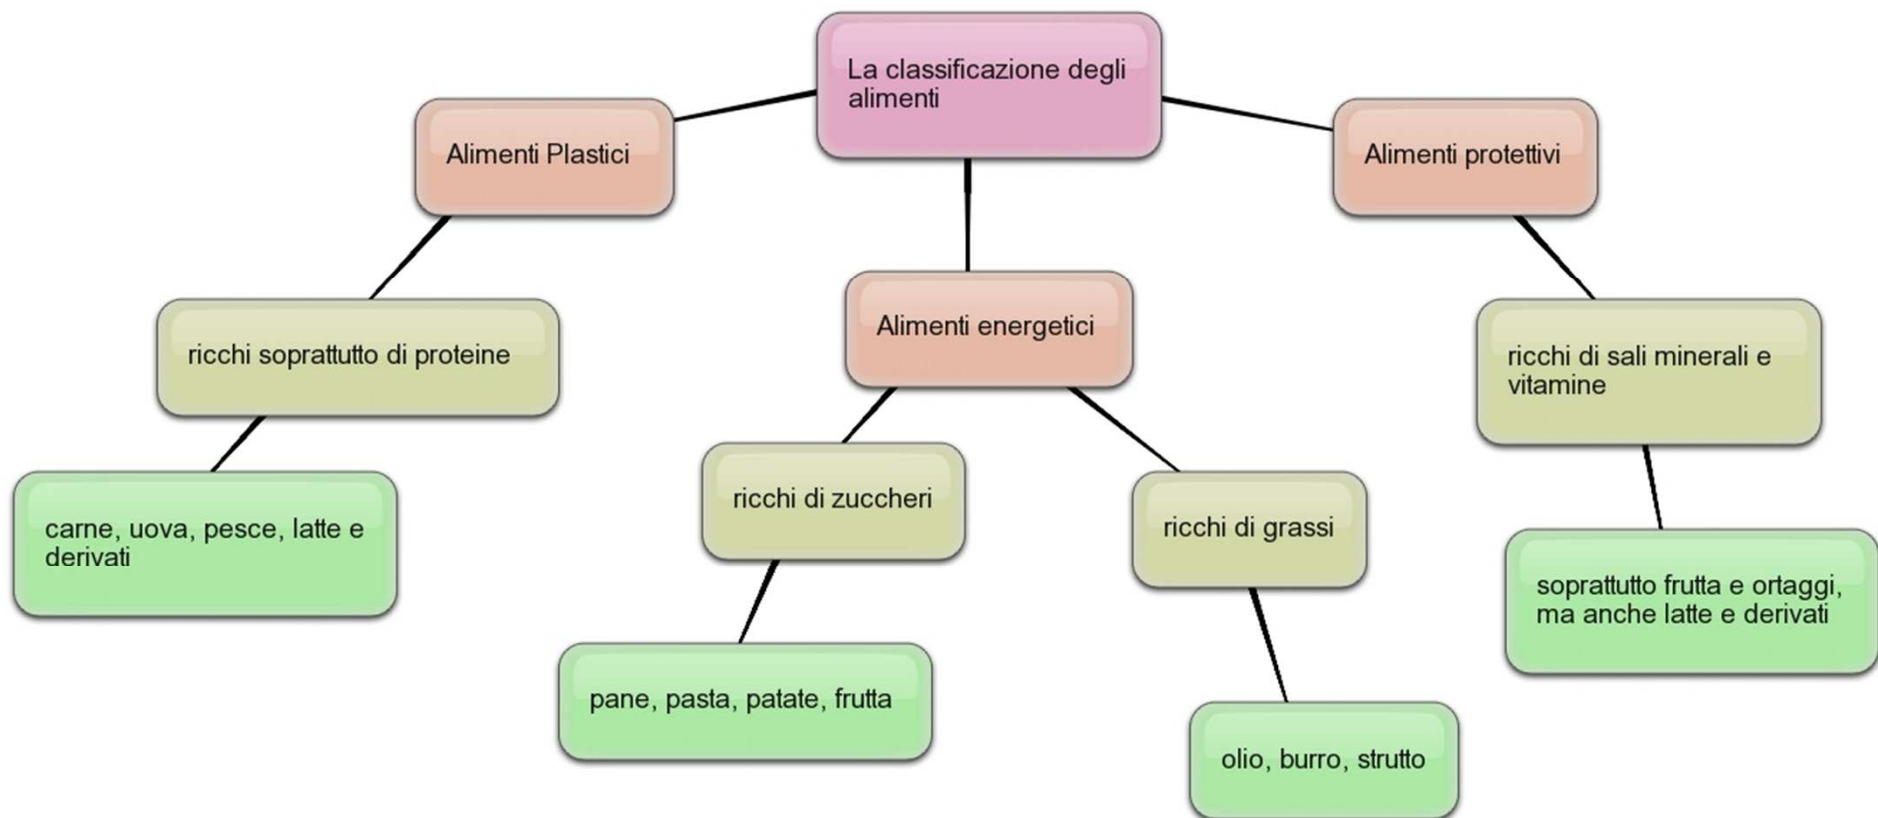 La classificazione degli
alimenti
Alimenti Plastici
Alimenti protettivi
Alimenti energetici
ricchi soprattutto di proteine
ricchi di sali minerali e
vitamine
ricchi di zuccheri
ricchi di grassi
carne, uova, pesce, latte e
derivati
soprattutto frutta e ortaggi,
ma anche latte e derivati
pane, pasta, patate, frutta
olio, burro, strutto